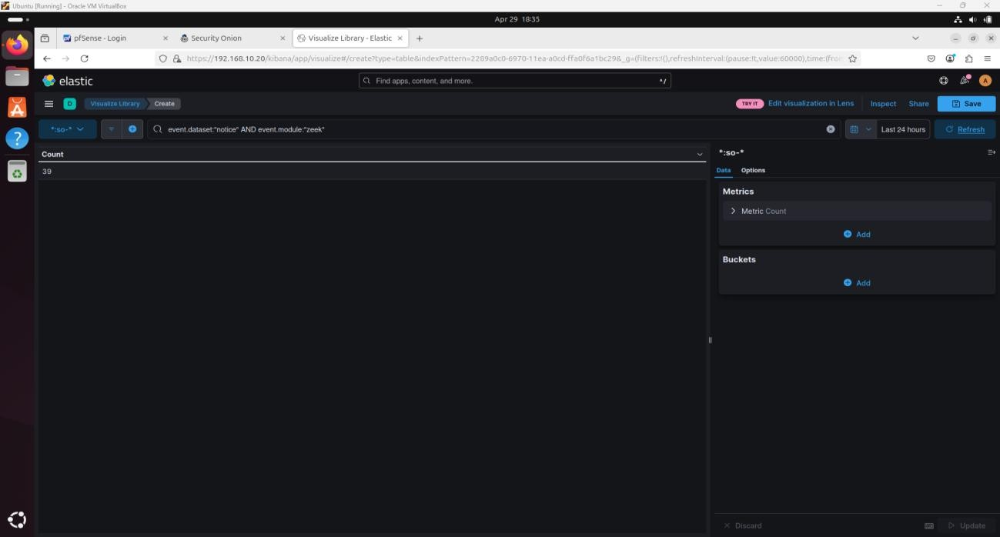 Ubuntu [Running] - Oracle VM VirtualBox
Apr 29 18:35
pfSense - Login
Security Onion
Visualize Library - Elastic
https://192.168.10.20/kibana/app/visualize#/create?type=table&indexPattern=2289a0c0-6970-11ea-a0cd-ffa0f6a1bc29&_g=(filters:!(),refreshInterval:(pause:!t,value:60000),time:(fro
elastic
Find apps, content, and more.
^/
A
D
Visualize Library
Create
TRY IT
Edit visualization in Lens
Inspect
Share
Save
*:so-*
event.dataset:"notice" AND event.module:"zeek"
Last 24 hours
Refresh
Count
39
*:so-*
Data
Options
Metrics
Metric Count
Add
Buckets
Add
Discard
Update